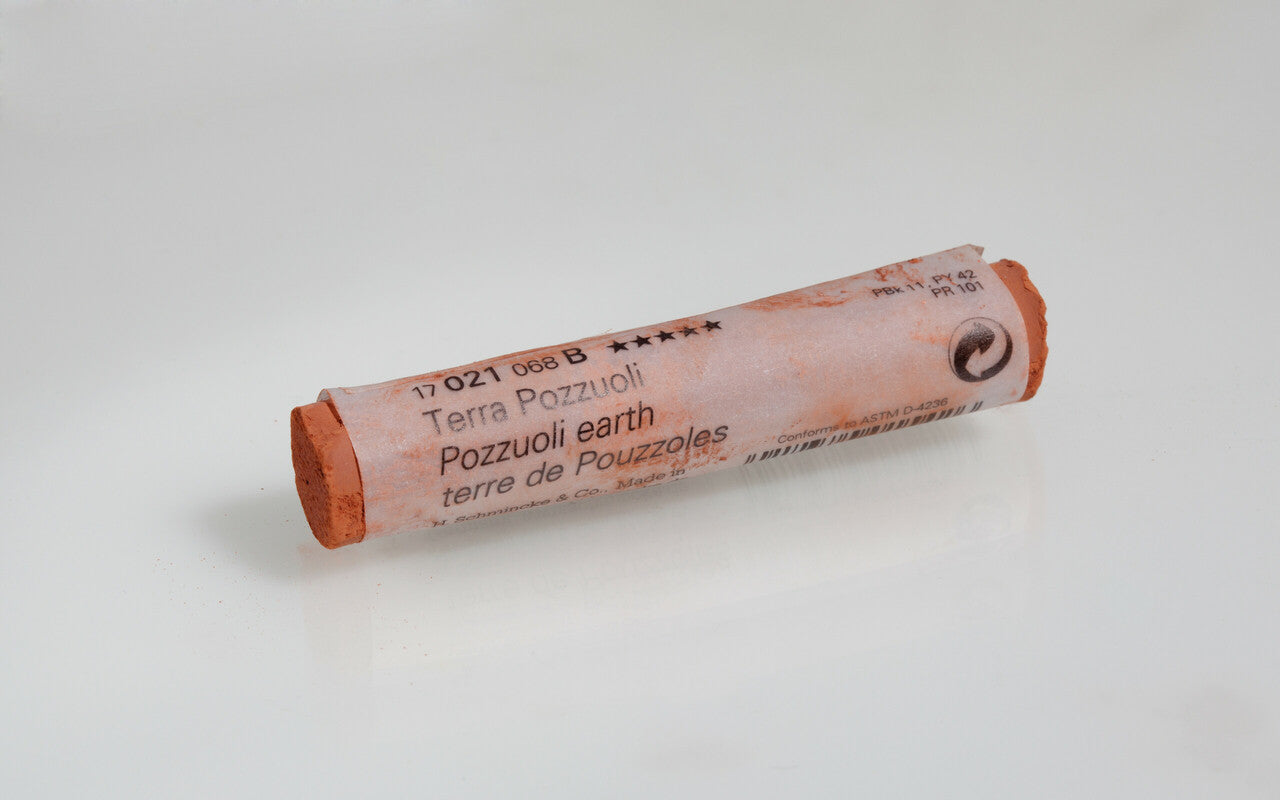 17 021 068 B ★★★★★
Terra Pozzuoli
Pozzuoli earth
terre de Pouzzoles
H. Schmincke & Co., Made in
PBk 11, PY 42
PR 101
Conforms to ASTM D-4236